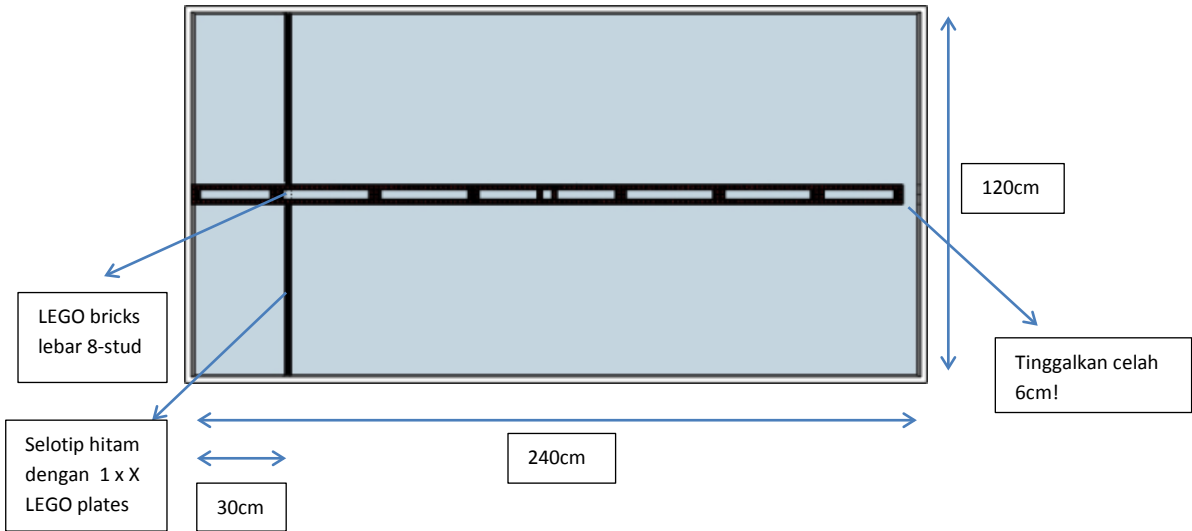 120cm
LEGO bricks
lebar 8-stud
Tinggalkan celah
6cm!
Selotip hitam
dengan 1 x X
LEGO plates
240cm
30cm